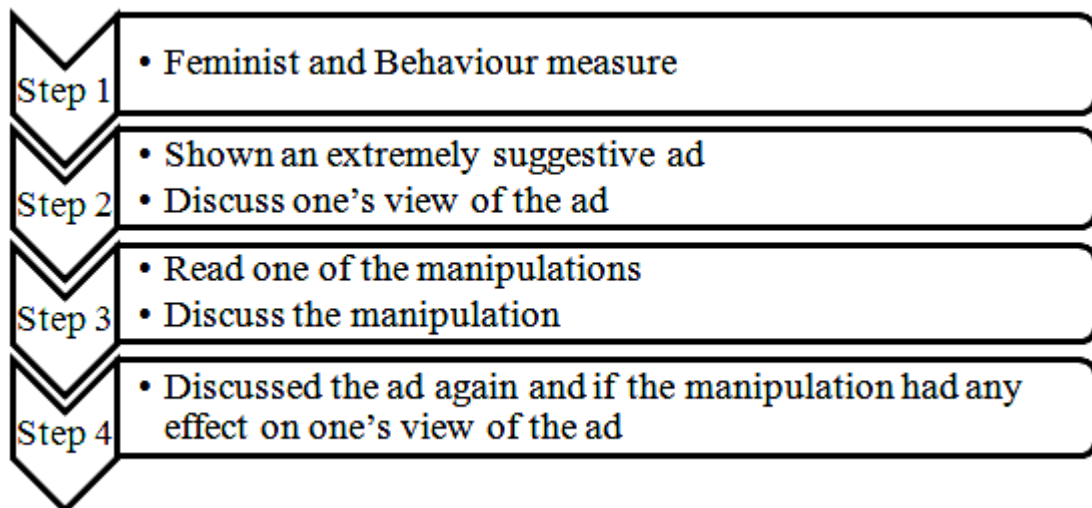 Step 1
• Feminist and Behaviour measure
Step 2
• Shown an extremely suggestive ad
• Discuss one’s view of the ad
Step 3
• Read one of the manipulations
• Discuss the manipulation
Step 4
• Discussed the ad again and if the manipulation had any
effect on one’s view of the ad